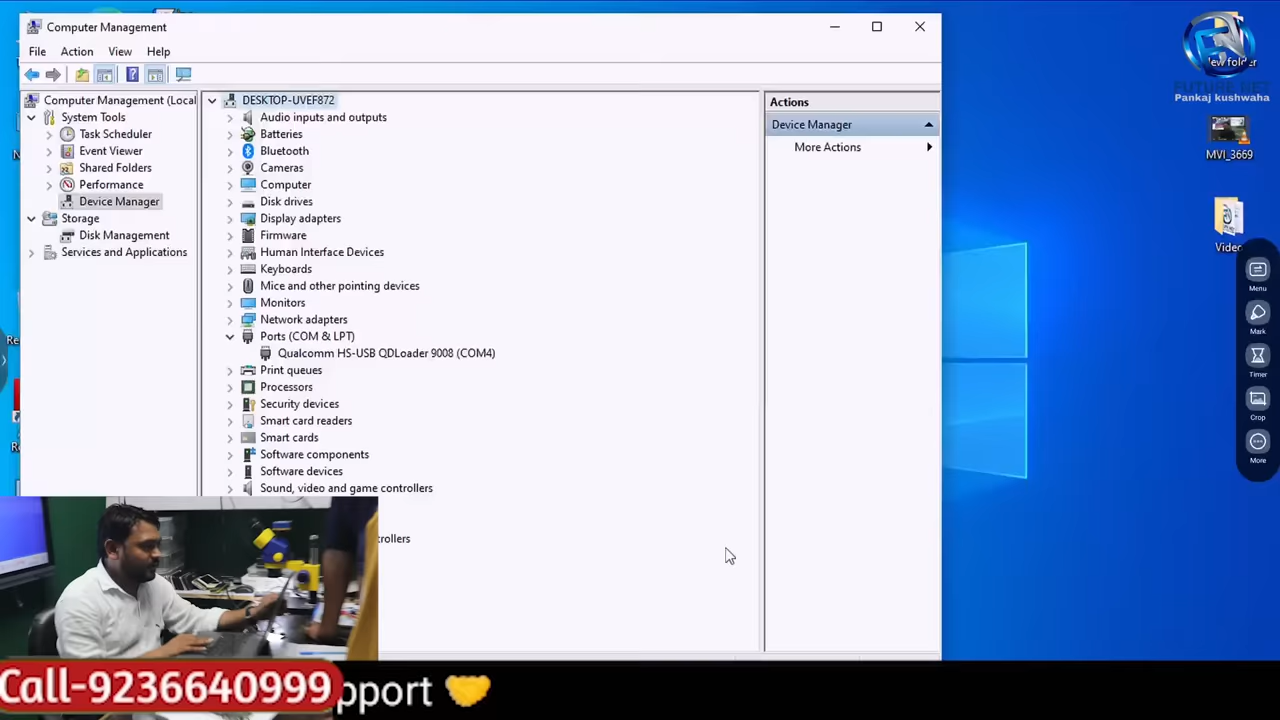 Computer Management
File Action View Help
Computer Management (Local
System Tools
Task Scheduler
Event Viewer
Shared Folders
Performance
Device Manager
Storage
Disk Management
Services and Applications
DESKTOP-UVEF872
Audio inputs and outputs
Batteries
Bluetooth
Cameras
Computer
Disk drives
Display adapters
Firmware
Human Interface Devices
Keyboards
Mice and other pointing devices
Monitors
Network adapters
Ports (COM & LPT)
Qualcomm HS-USB QDLoader 9008 (COM4)
Print queues
Processors
Security devices
Smart card readers
Smart cards
Software components
Software devices
Sound, video and game controllers
trollers
Actions
Device Manager
More Actions
ew folder
Pankaj kushwaha
MVI_3669
Video
Menu
Mark
Timer
Crop
More
Call-9236640999 pport 🤝